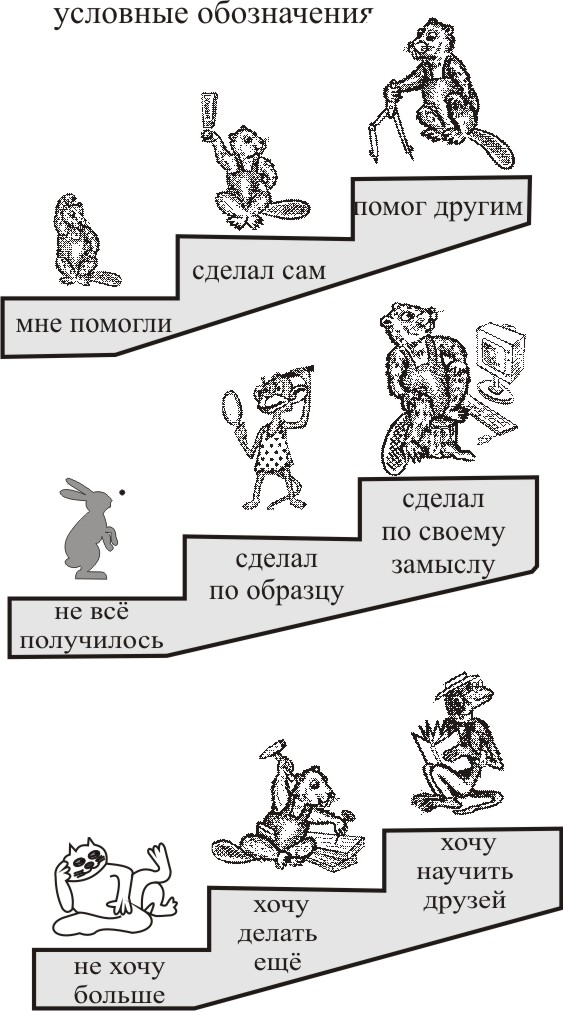 условные обозначения
помог другим
сделал сам
мне помогли
сделал
по своему
замыслу
сделал
по образцу
не всё
получилось
хочу
научить
друзей
хочу
делать
ещё
не хочу
больше